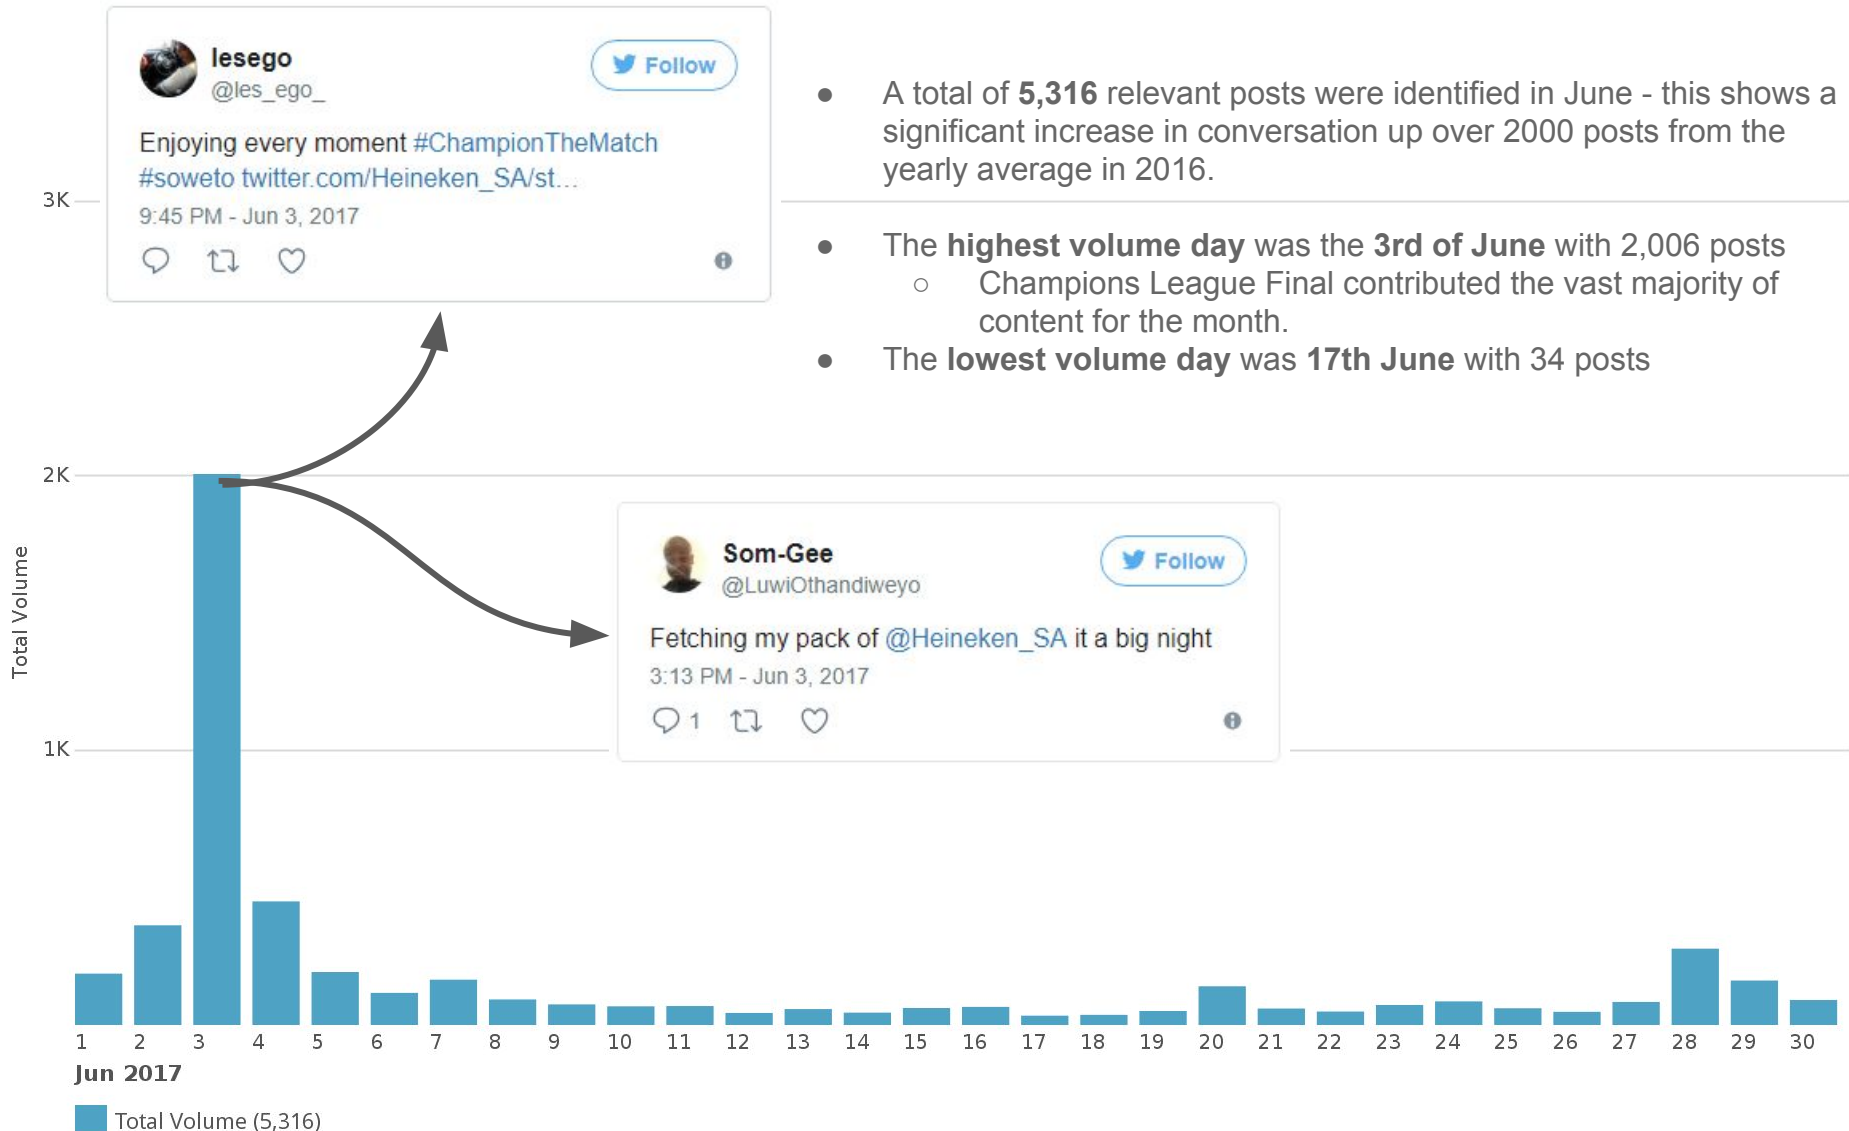 lesego
@les_ego_
Follow
Enjoying every moment #ChampionTheMatch
#soweto twitter.com/Heineken_SA/st...
9:45 PM - Jun 3, 2017
● A total of 5,316 relevant posts were identified in June - this shows a
significant increase in conversation up over 2000 posts from the
yearly average in 2016.
● The highest volume day was the 3rd of June with 2,006 posts
○ Champions League Final contributed the vast majority of
content for the month.
● The lowest volume day was 17th June with 34 posts
3K
2K
1K
Total Volume
Som-Gee
@LuwiOthandiweyo
Follow
Fetching my pack of @Heineken_SA it a big night
3:13 PM - Jun 3, 2017
1
1 2 3 4 5 6 7 8 9 10 11 12 13 14 15 16 17 18 19 20 21 22 23 24 25 26 27 28 29 30
Jun 2017
Total Volume (5,316)